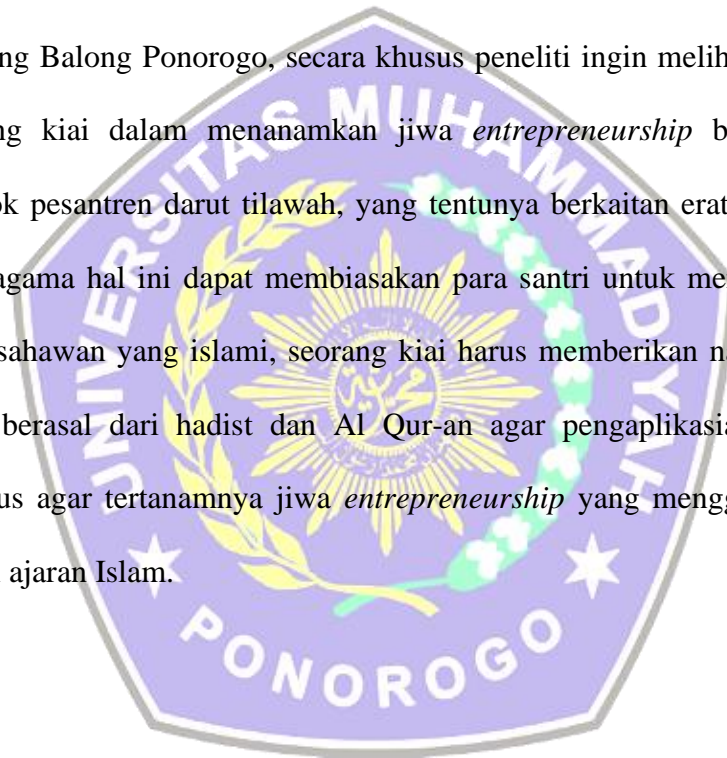 ng Balong Ponorogo, secara khusus peneliti ingin melih
ng kiai dalam menanamkan jiwa entrepreneurship b
ok pesantren darut tilawah, yang tentunya berkaitan erat
agama hal ini dapat membiasakan para santri untuk me
sahawan yang islami, seorang kiai harus memberikan n
berasal dari hadist dan Al Qur-an agar pengaplikasia
us agar tertanamnya jiwa entrepreneurship yang mengg
ajaran Islam.
UNIVERSITAS MUHAMMADIYAH
PONOROGO